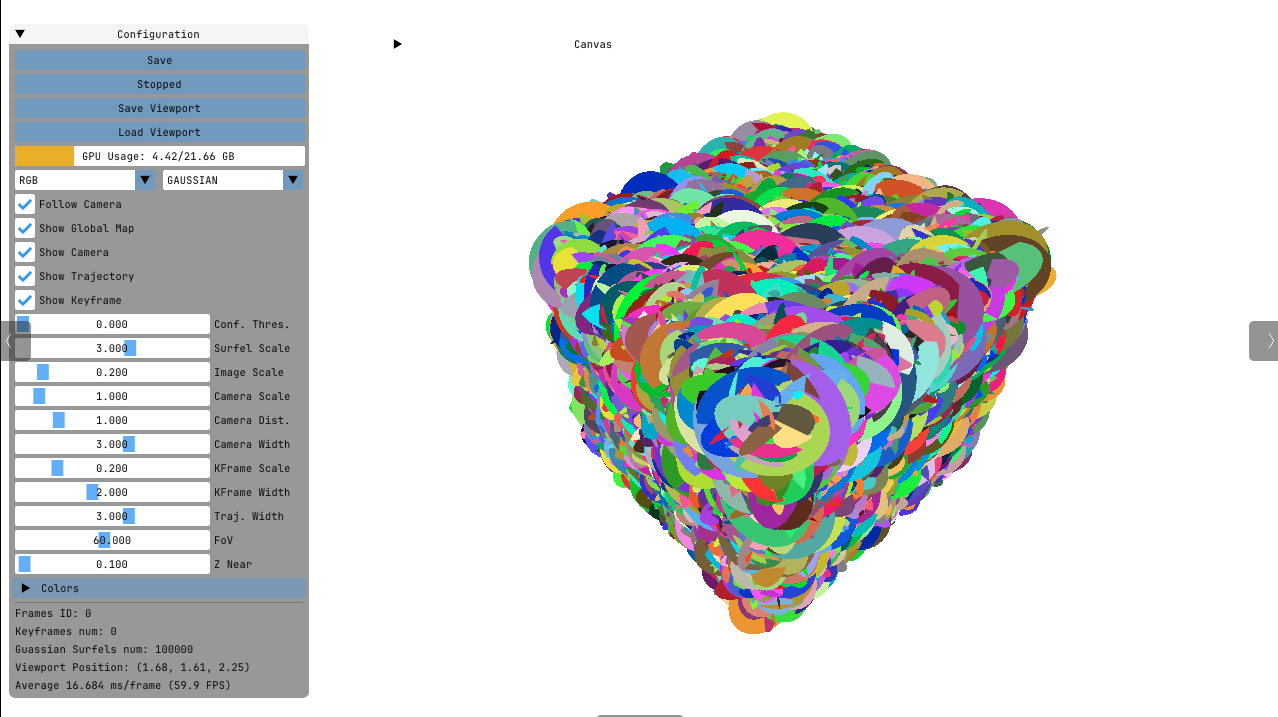 Configuration
Canvas
Save
Stopped
Save Viewport
Load Viewport
GPU Usage: 4.42/21.66 GB
RGB GAUSSIAN
Follow Camera
Show Global Map
Show Camera
Show Trajectory
Show Keyframe
0.000 Conf. Thres.
3.000 Surfel Scale
0.200 Image Scale
1.000 Camera Scale
1.000 Camera Dist.
3.000 Camera Width
0.200 KFrame Scale
2.000 KFrame Width
3.000 Traj. Width
60.000 FoV
0.100 Z Near
Colors
Frames ID: 0
Keyframes num: 0
Guassian Surfels num: 100000
Viewport Position: (1.68, 1.61, 2.25)
Average 16.684 ms/frame (59.9 FPS)